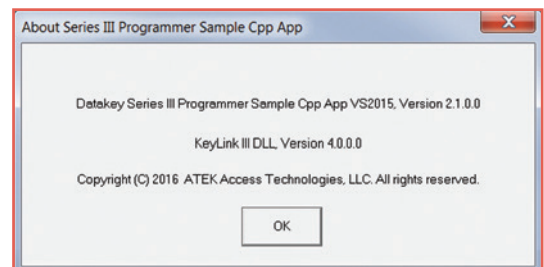 About Series III Programmer Sample Cpp App
Datakey Series III Programmer Sample Cpp App VS2015, Version 2.1.0.0
KeyLink III DLL, Version 4.0.0.0
Copyright (C) 2016 ATEK Access Technologies, LLC. All rights reserved.
OK